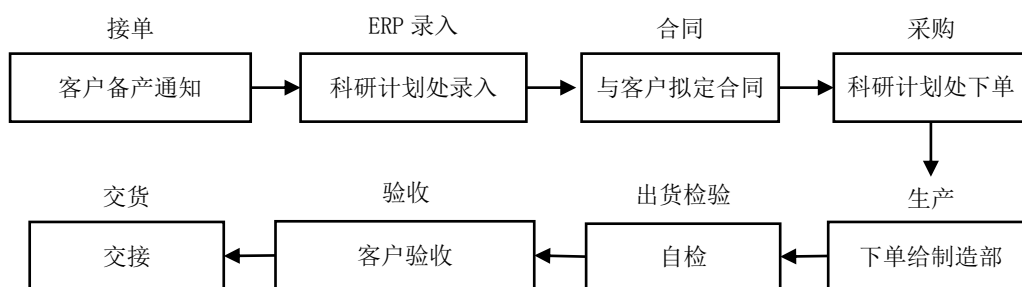 接单
ERP 录入
合同
采购
客户备产通知
科研计划处录入
与客户拟定合同
科研计划处下单
交货
验收
出货检验
生产
交接
客户验收
自检
下单给制造部